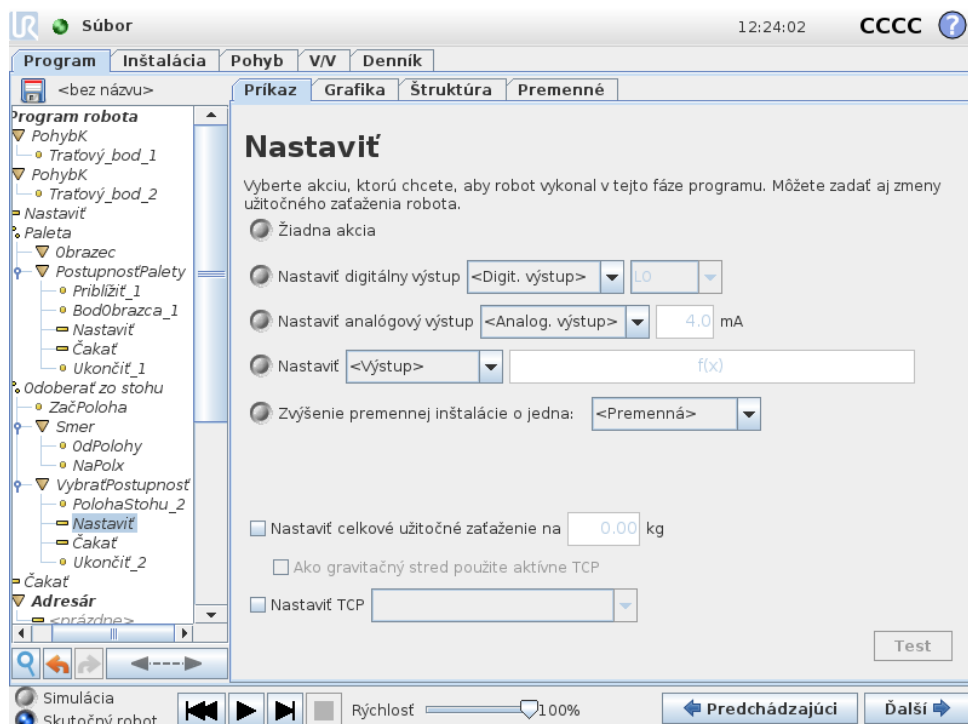 UR Súbor 12:24:02 CCCC ?
Program Inštalácia Pohyb V/V Denník
<bez názvu> Príkaz Grafika Štruktúra Premenné
Program robota
PohybK
Traťový_bod_1
PohybK
Traťový_bod_2
Nastaviť
Paleta
Obrazec
PostupnosťPalety
Priblížiť_1
BodObrazca_1
Nastaviť
Čakať
Ukončiť_1
Odoberať zo stohu
ZačPoloha
Smer
OdPolohy
NaPolx
VybraťPostupnosť
PolohaStohu_2
Nastaviť
Čakať
Ukončiť_2
Čakať
Adresár
<prázdne>
Nastaviť
Vyberte akciu, ktorú chcete, aby robot vykonal v tejto fáze programu. Môžete zadať aj zmeny
užitočného zaťaženia robota.
Žiadna akcia
Nastaviť digitálny výstup <Digit. výstup> LO
Nastaviť analógový výstup <Analog. výstup> 4.0 mA
Nastaviť <Výstup> f(x)
Zvýšenie premennej inštalácie o jedna: <Premenná>
Nastaviť celkové užitočné zaťaženie na 0.00 kg
Ako gravitačný stred použite aktívne TCP
Nastaviť TCP
Test
Simulácia
Skutočný robot
Rýchlosť 100%
Predchádzajúci Ďalší